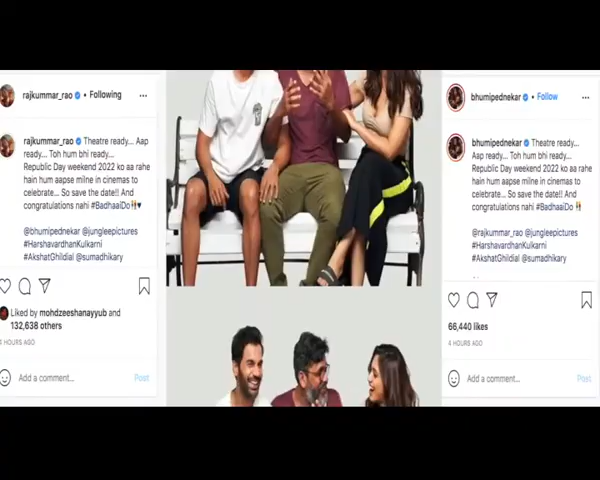 rajkummar_rao • Following
rajkummar_rao Theatre ready... Aap
ready... Toh hum bhi ready...
Republic Day weekend 2022 ko aa rahe
hain hum aapse milne in cinemas to
celebrate... So save the date!! And
congratulations nahi #BadhaaiDo
@bhumipednekar @jungleepictures
#HarshavardhanKulkarni
#AkshatGhildial @sumadhikary
Liked by mohdzeeshanayyub and
132,638 others
4 HOURS AGO
Add a comment... Post
bhumipednekar • Follow
bhumipednekar Theatre ready...
Aap ready... Toh hum bhi ready...
Republic Day weekend 2022 ko aa rahe
hain hum aapse milne in cinemas to
celebrate... So save the date!! And
congratulations nahi #BadhaaiDo
@rajkummar_rao @jungleepictures
#HarshavardhanKulkarni
#AkshatGhildial @sumadhikary
66,440 likes
4 HOURS AGO
Add a comment... Post